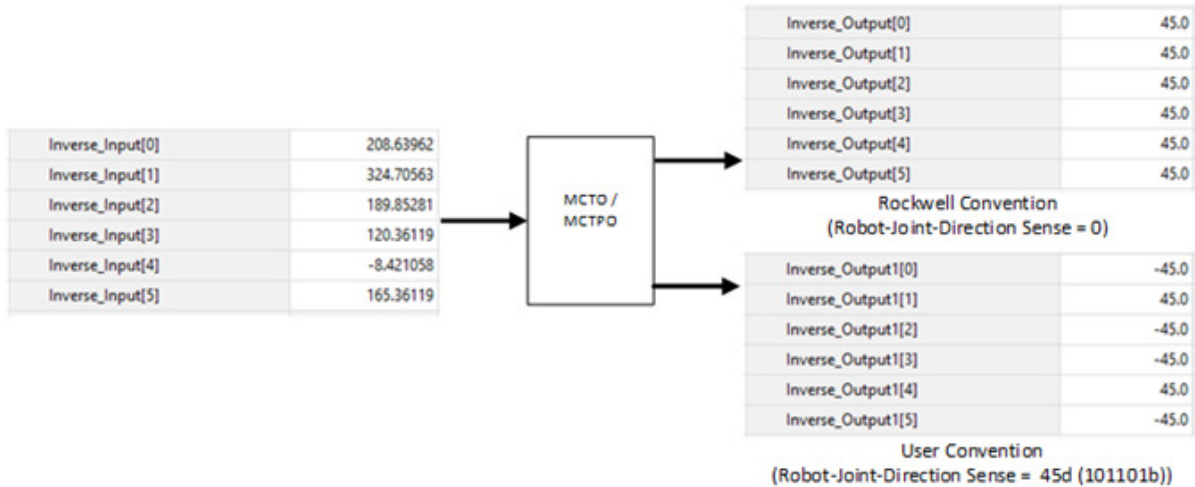 Inverse_Input[0] 208.63962
Inverse_Input[1] 324.70563
Inverse_Input[2] 189.85281
Inverse_Input[3] 120.36119
Inverse_Input[4] -8.421058
Inverse_Input[5] 165.36119
MCTO /
MCTPO
Inverse_Output[0] 45.0
Inverse_Output[1] 45.0
Inverse_Output[2] 45.0
Inverse_Output[3] 45.0
Inverse_Output[4] 45.0
Inverse_Output[5] 45.0
Rockwell Convention
(Robot-Joint-Direction Sense = 0)
Inverse_Output1[0] -45.0
Inverse_Output1[1] 45.0
Inverse_Output1[2] -45.0
Inverse_Output1[3] -45.0
Inverse_Output1[4] 45.0
Inverse_Output1[5] -45.0
User Convention
(Robot-Joint-Direction Sense = 45d (101101b))